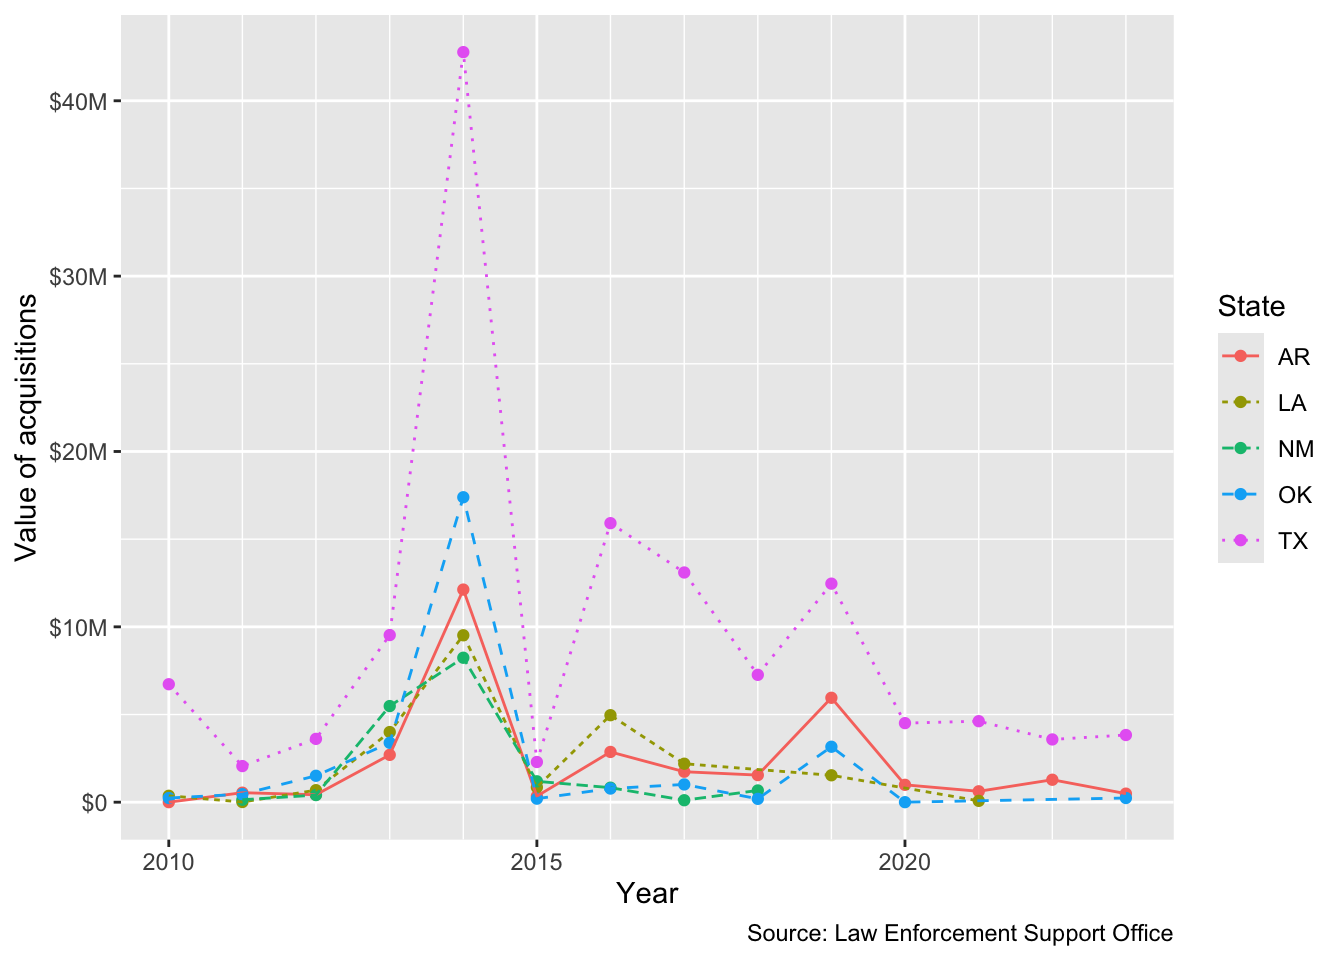 $40M
$30M
$20M
$10M
$0
Value of acquisitions
2010
2015
2020
Year
State
AR
LA
NM
OK
TX
Source: Law Enforcement Support Office